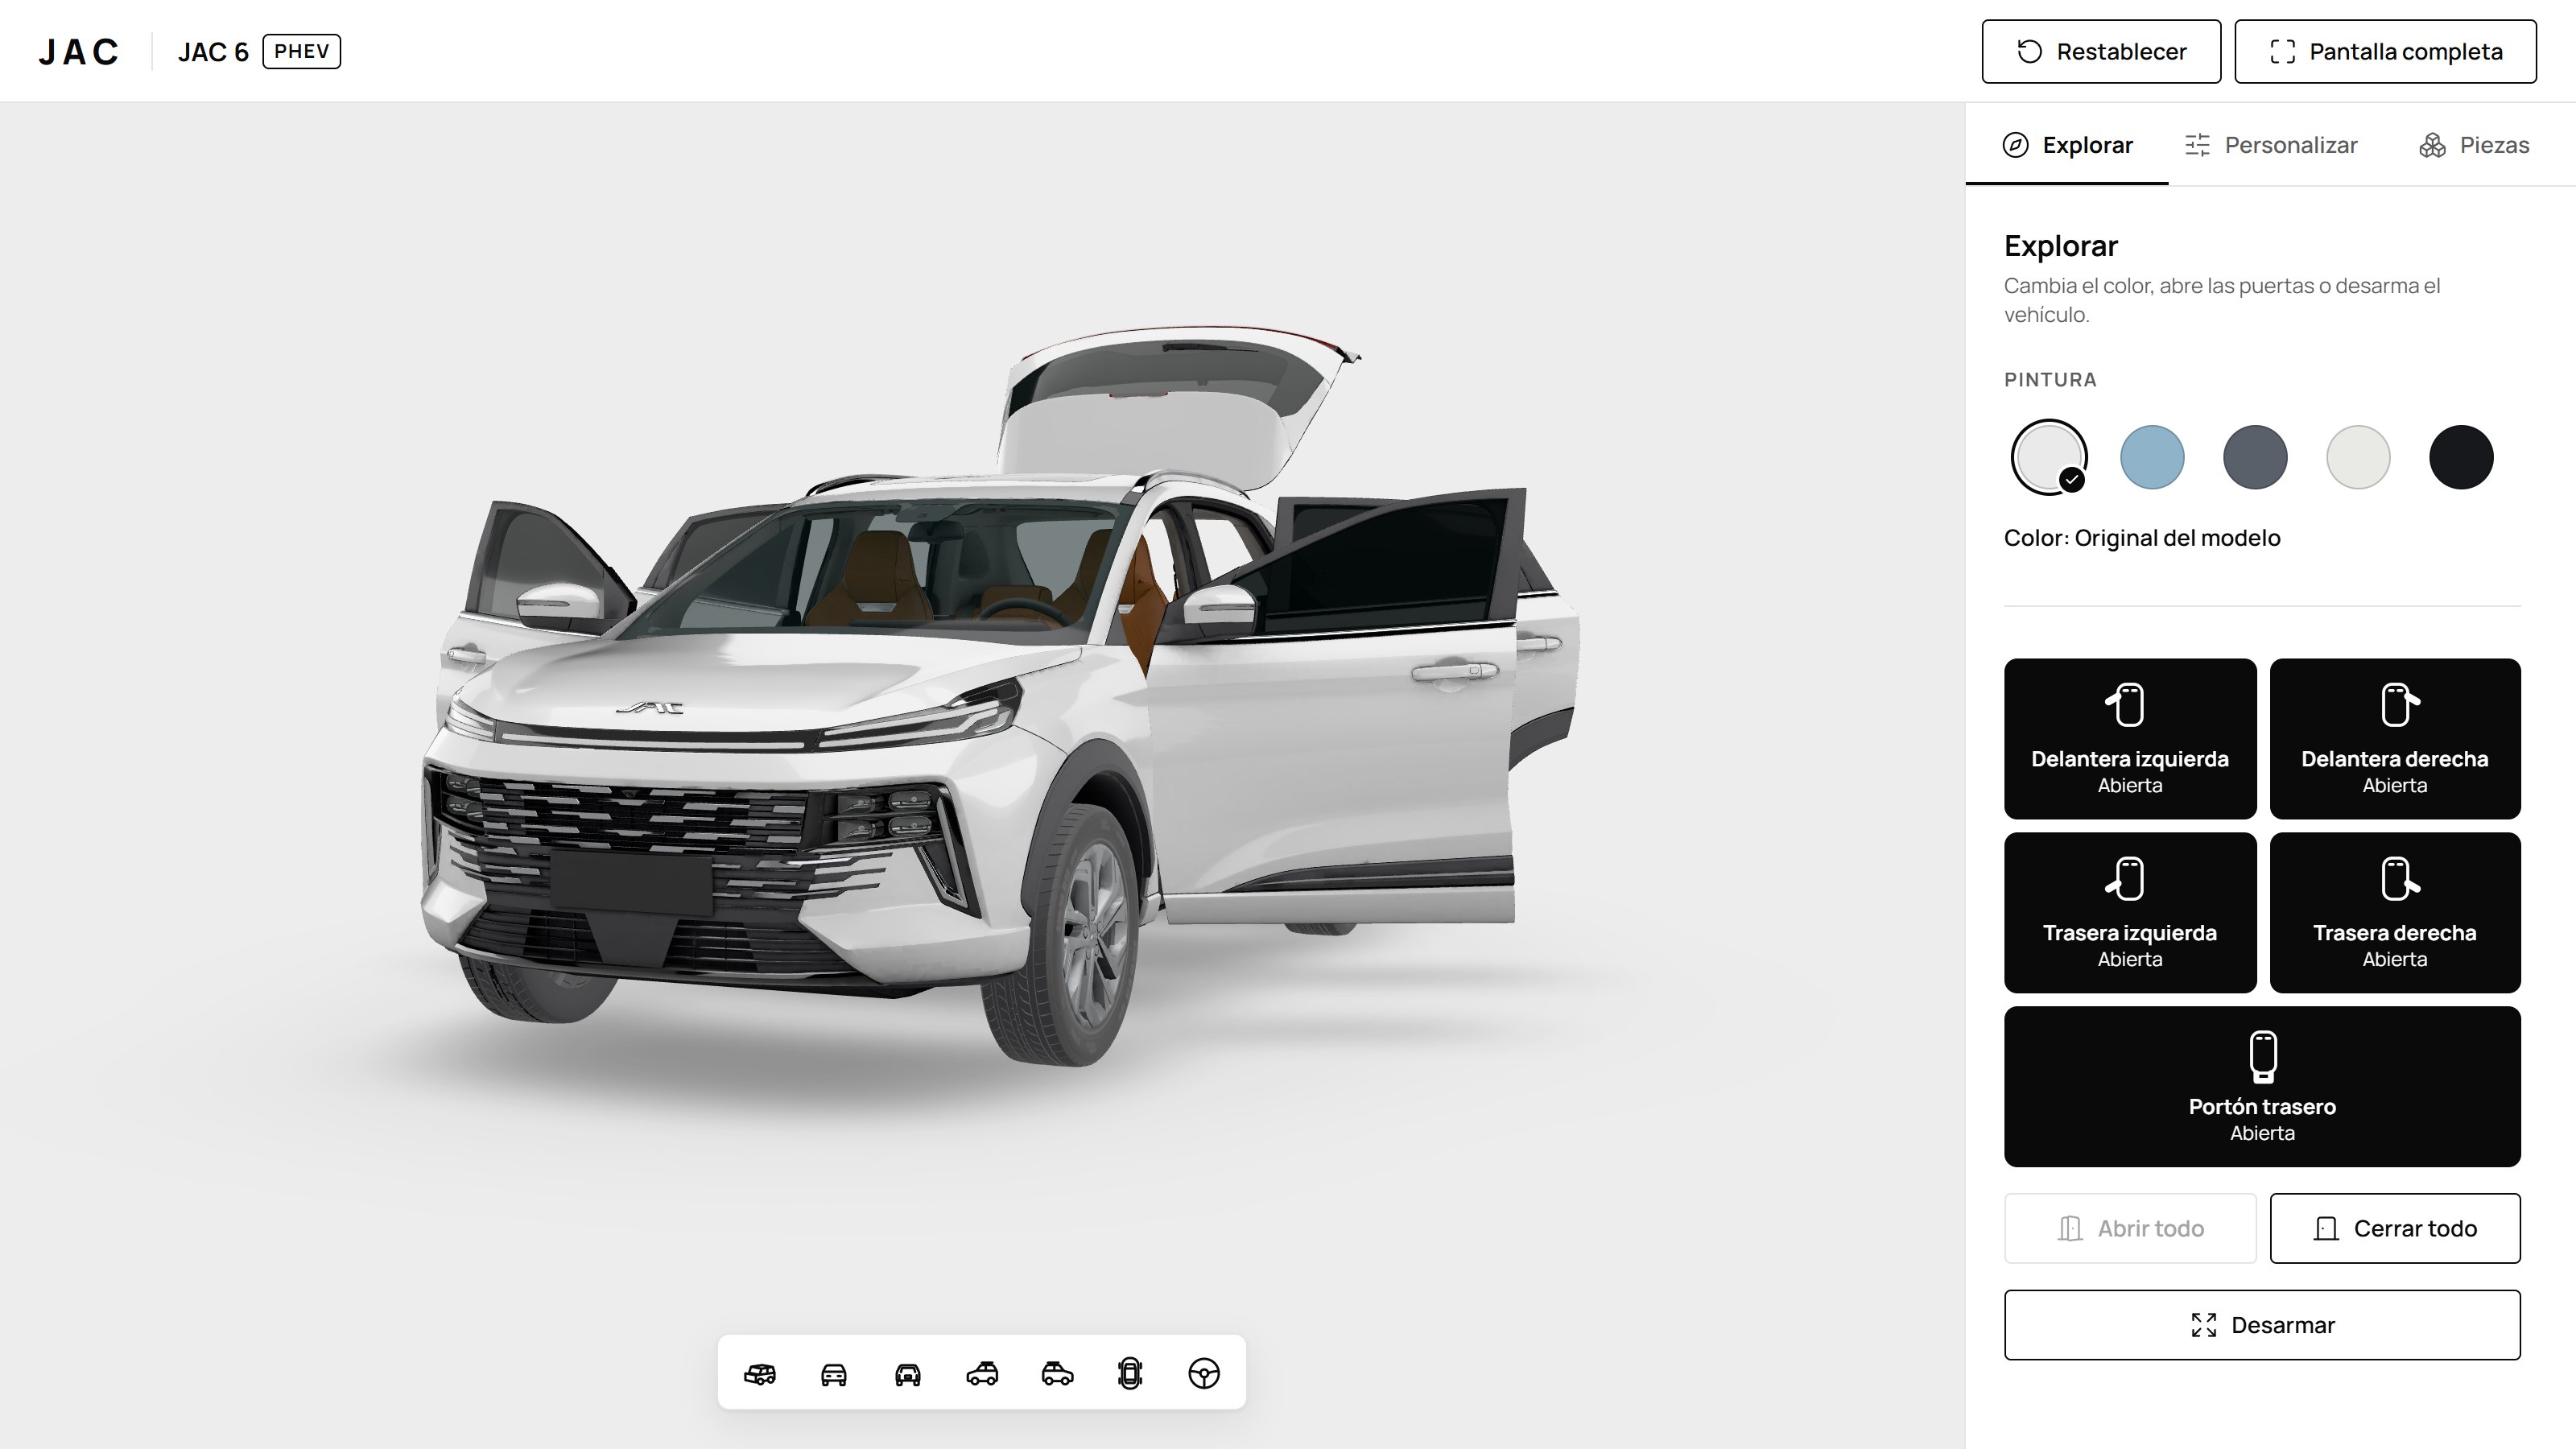 JAC
JAC 6
PHEV
Restablecer
Pantalla completa
Explorar
Personalizar
Piezas
Explorar
Cambia el color, abre las puertas o desarma el
vehículo.
PINTURA
Color: Original del modelo
JAC
Delantera izquierda
Abierta
Delantera derecha
Abierta
Trasera izquierda
Abierta
Trasera derecha
Abierta
Portón trasero
Abierta
Abrir todo
Cerrar todo
Desarmar